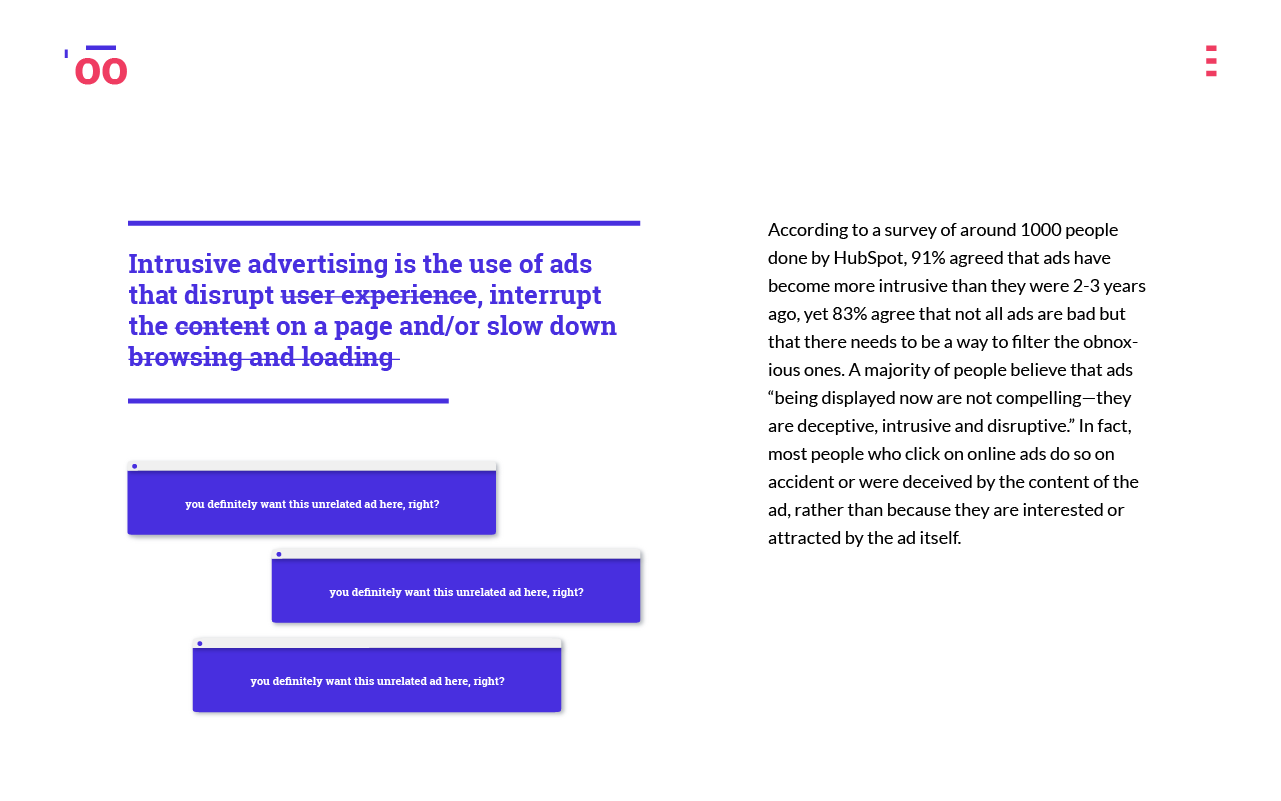 oo
Intrusive advertising is the use of ads
that disrupt user experience, interrupt
the content on a page and/or slow down
browsing and loading
you definitely want this unrelated ad here, right?
you definitely want this unrelated ad here, right?
you definitely want this unrelated ad here, right?
According to a survey of around 1000 people
done by HubSpot, 91% agreed that ads have
become more intrusive than they were 2-3 years
ago, yet 83% agree that not all ads are bad but
that there needs to be a way to filter the obnox-
ious ones. A majority of people believe that ads
“being displayed now are not compelling—they
are deceptive, intrusive and disruptive.” In fact,
most people who click on online ads do so on
accident or were deceived by the content of the
ad, rather than because they are interested or
attracted by the ad itself.